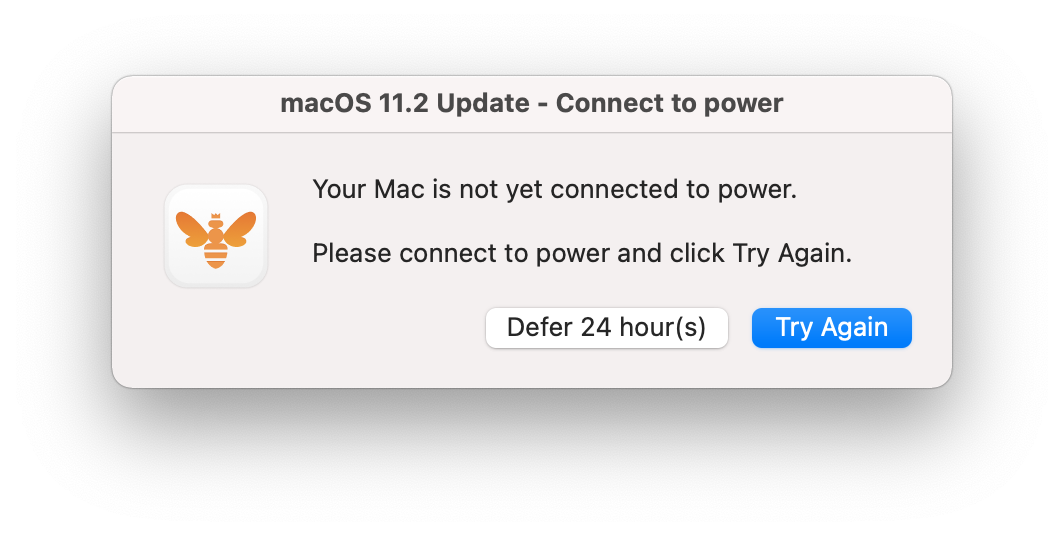 macOS 11.2 Update - Connect to power
Your Mac is not yet connected to power.
Please connect to power and click Try Again.
Defer 24 hour(s)
Try Again